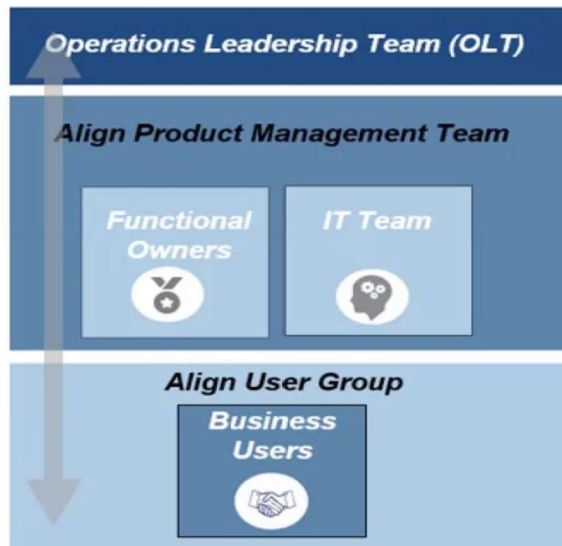 Operations Leadership Team (OLT)
Align Product Management Team
Functional
Owners
IT Team
Align User Group
Business
Users